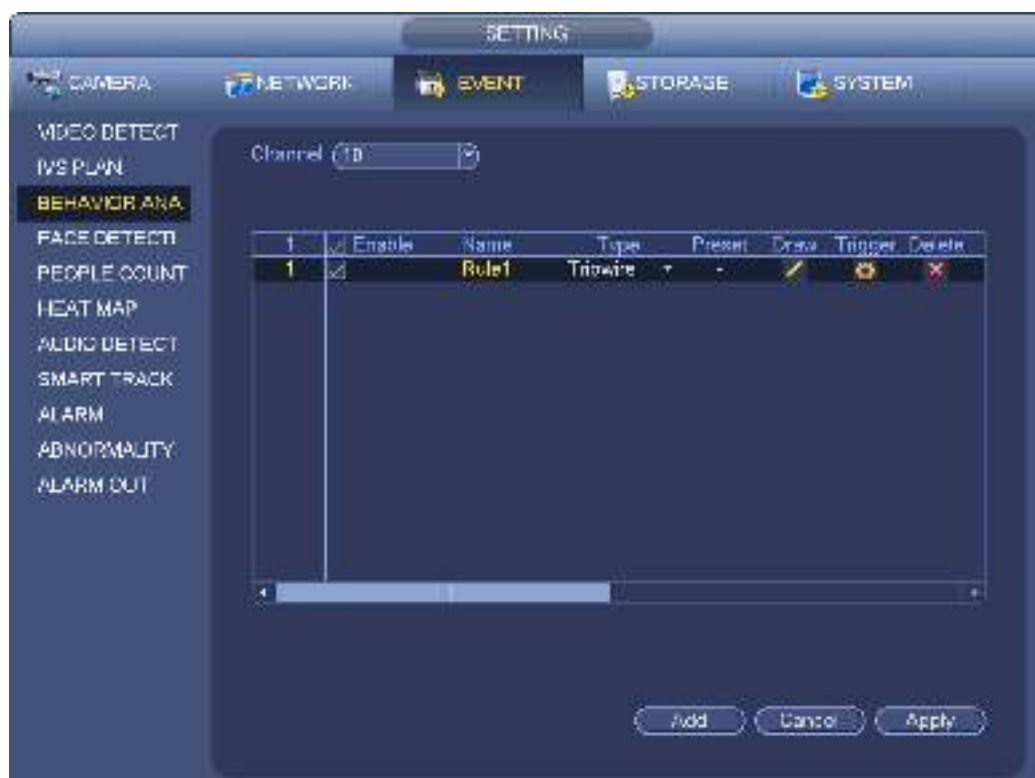 SETTING
CAMERA NETWORK EVENT STORAGE SYSTEM
VIDEO DETECT
IVS PLAN
BEHAVIOR ANA
FACE DETECTI
PEOPLE COUNT
HEAT MAP
AUDIO DETECT
SMART TRACK
ALARM
ABNORMALITY
ALARM OUT
Channel 10
1 Enable Name Type Preset Draw Trigger Delete
1 Rule1 Tripwire -
Add Cancel Apply